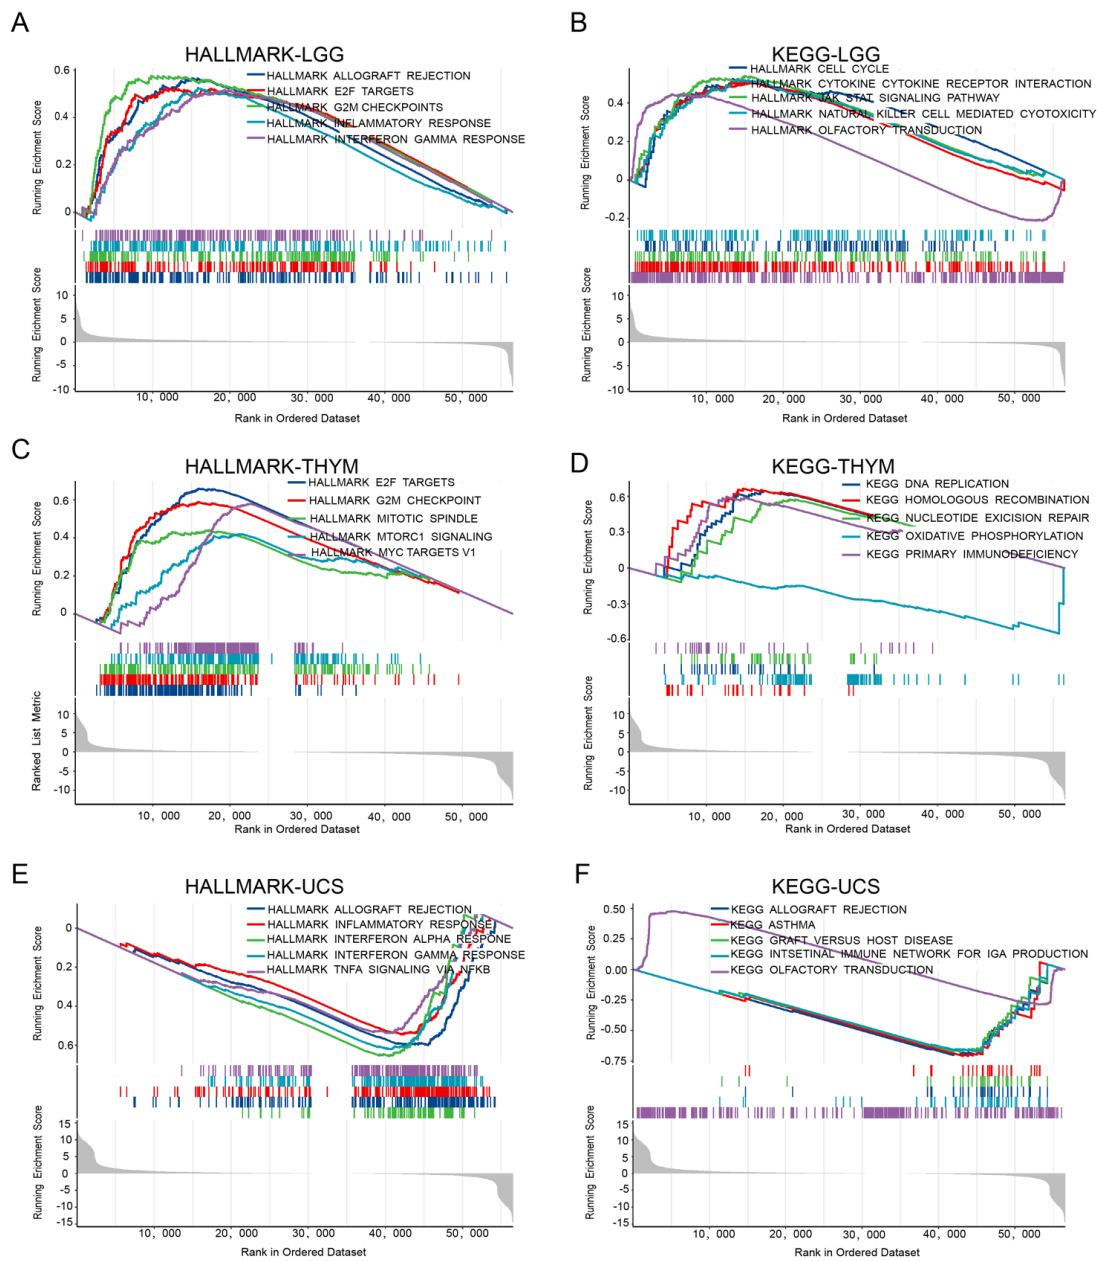 A
HALLMARK-LGG
HALLMARK ALLOGRAFT REJECTION
HALLMARK E2F TARGETS
HALLMARK G2M CHECKPOINTS
HALLMARK INFLAMMATORY RESPONSE
HALLMARK INTERFERON GAMMA RESPONSE
Running Erichment Score
0.6
0.4
0.2
0
Running Erichment Score
10
5
0
-5
-10
10, 000
20, 000
30, 000
40, 000
50, 000
Rank in Ordered Dataset
B
KEGG-LGG
HALLMARK CELL CYCLE
HALLMARK CYTOKINE CYTOKINE RECEPTOR INTERACTION
HALLMARK JAK STAT SIGNALING PATHWAY
HALLMARK NATURAL KILLER CELL MEDIATED CYOTOXICITY
HALLMARK OLFACTORY TRANSDUCTION
Running Erichment Score
0.4
0.2
0
-0.2
Running Erichment Score
10
5
0
-5
-10
10, 000
20, 000
30, 000
40, 000
50, 000
Rank in Ordered Dataset
C
HALLMARK-THYM
HALLMARK E2F TARGETS
HALLMARK G2M CHECKPOINT
HALLMARK MITOTIC SPINDLE
HALLMARK MTORC1 SIGNALING
HALLMARK MYC TARGETS V1
Running Erichment Score
0.6
0.4
0.2
0
Ranked List Metric
10
5
0
-5
-10
10, 000
20, 000
30, 000
40, 000
50, 000
Rank in Ordered Dataset
D
KEGG-THYM
KEGG DNA REPLICATION
KEGG HOMOLOGOUS RECOMBINATION
KEGG NUCLEOTIDE EXICISION REPAIR
KEGG OXIDATIVE PHOSPHORYLATION
KEGG PRIMARY IMMUNODEFICIENCY
Running Erichment Score
0.6
0.3
0
-0.3
-0.6
Running Erichment Score
10
5
0
-5
-10
10, 000
20, 000
30, 000
40, 000
50, 000
Rank in Ordered Dataset
E
HALLMARK-UCS
HALLMARK ALLOGRAFT REJECTION
HALLMARK INFLAMMATORY RESPONSE
HALLMARK INTERFERON ALPHA RESPONE
HALLMARK INTERFERON GAMMA RESPONSE
HALLMARK TNFA SIGNALING VIA NFKB
Running Erichment Score
0
0.2
0.4
0.6
Running Erichment Score
15
10
5
0
-5
-10
-15
10, 000
20, 000
30, 000
40, 000
50, 000
Rank in Ordered Dataset
F
KEGG-UCS
KEGG ALLOGRAFT REJECTION
KEGG ASTHMA
KEGG GRAFT VERSUS HOST DISEASE
KEGG INTSETINAL IMMUNE NETWORK FOR IGA PRODUCTION
KEGG OLFACTORY TRANSDUCTION
Running Erichment Score
0.50
0.25
0.00
-0.25
-0.50
-0.75
Running Erichment Score
15
10
5
0
-5
-10
-15
10, 000
20, 000
30, 000
40, 000
50, 000
Rank in Ordered Dataset